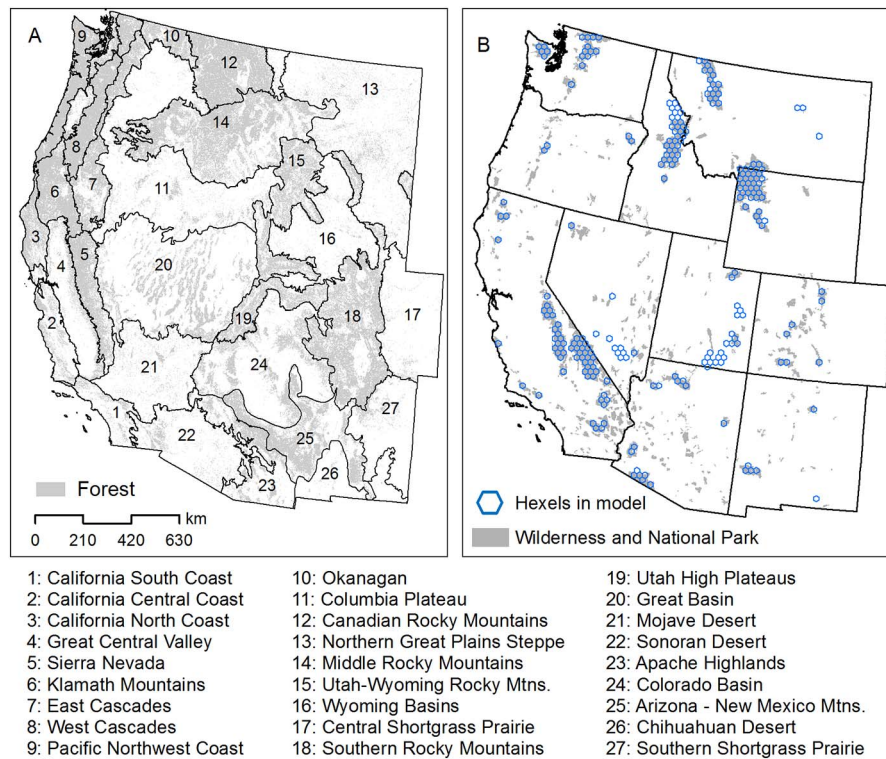 A
B
9
10
12
13
14
8
15
7
6
11
16
3
4
5
20
2
19
18
17
24
21
27
1
25
22
26
23
Forest
km
0 210 420 630
Hexels in model
Wilderness and National Park
1: California South Coast
2: California Central Coast
3: California North Coast
4: Great Central Valley
5: Sierra Nevada
6: Klamath Mountains
7: East Cascades
8: West Cascades
9: Pacific Northwest Coast
10: Okanagan
11: Columbia Plateau
12: Canadian Rocky Mountains
13: Northern Great Plains Steppe
14: Middle Rocky Mountains
15: Utah-Wyoming Rocky Mtns.
16: Wyoming Basins
17: Central Shortgrass Prairie
18: Southern Rocky Mountains
19: Utah High Plateaus
20: Great Basin
21: Mojave Desert
22: Sonoran Desert
23: Apache Highlands
24: Colorado Basin
25: Arizona - New Mexico Mtns.
26: Chihuahuan Desert
27: Southern Shortgrass Prairie